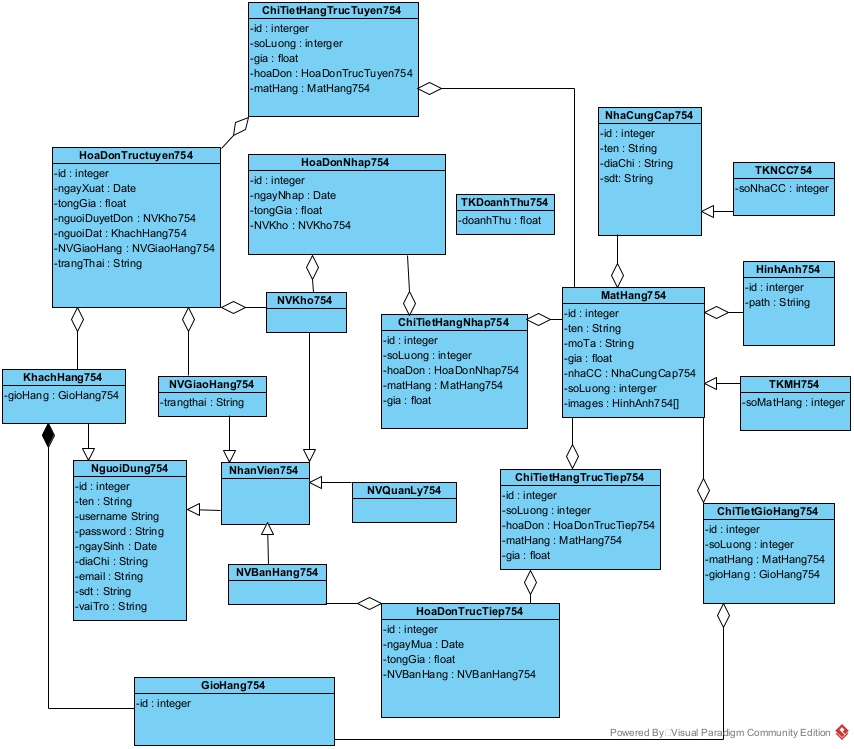 ChiTietHangTrucTuyen754
-id : interger
-soLuong : interger
-gia : float
-hoaDon : HoaDonTrucTuyen754
-matHang : MatHang754
NhaCungCap754
-id : integer
-ten : String
-diaChi : String
-sdt: String
TKNCC754
-soNhaCC : integer
HoaDonTructuyen754
-id : integer
-ngayXuat : Date
-tongGia : float
-nguoiDuyetDon : NVKho754
-nguoiDat : KhachHang754
-NVGiaoHang : NVGiaoHang754
-trangThai : String
HoaDonNhap754
-id : integer
-ngayNhap : Date
-tongGia : float
-NVKho : NVKho754
TKDoanhThu754
-doanhThu : float
HinhAnh754
-id : interger
-path : Striing
NVKho754
MatHang754
-id : integer
-ten : String
-moTa : String
-gia : float
-nhaCC : NhaCungCap754
-soLuong : interger
-images : HinhAnh754[]
ChiTietHangNhap754
-id : integer
-soLuong : integer
-hoaDon : HoaDonNhap754
-matHang : MatHang754
-gia : float
KhachHang754
-gioHang : GioHang754
NVGiaoHang754
-trangthai : String
TKMH754
-soMatHang : integer
NguoiDung754
-id : integer
-ten : String
-username String
-password : String
-ngaySinh : Date
-diaChi : String
-email : String
-sdt : String
-vaiTro : String
NhanVien754
NVQuanLy754
ChiTietHangTrucTiep754
-id : integer
-soLuong : integer
-hoaDon : HoaDonTrucTiep754
-matHang : MatHang754
-gia : float
ChiTietGioHang754
-id : integer
-soLuong : integer
-matHang : MatHang754
-gioHang : GioHang754
NVBanHang754
HoaDonTrucTiep754
-id : integer
-ngayMua : Date
-tongGia : float
-NVBanHang : NVBanHang754
GioHang754
-id : integer
Powered By Visual Paradigm Community Edition